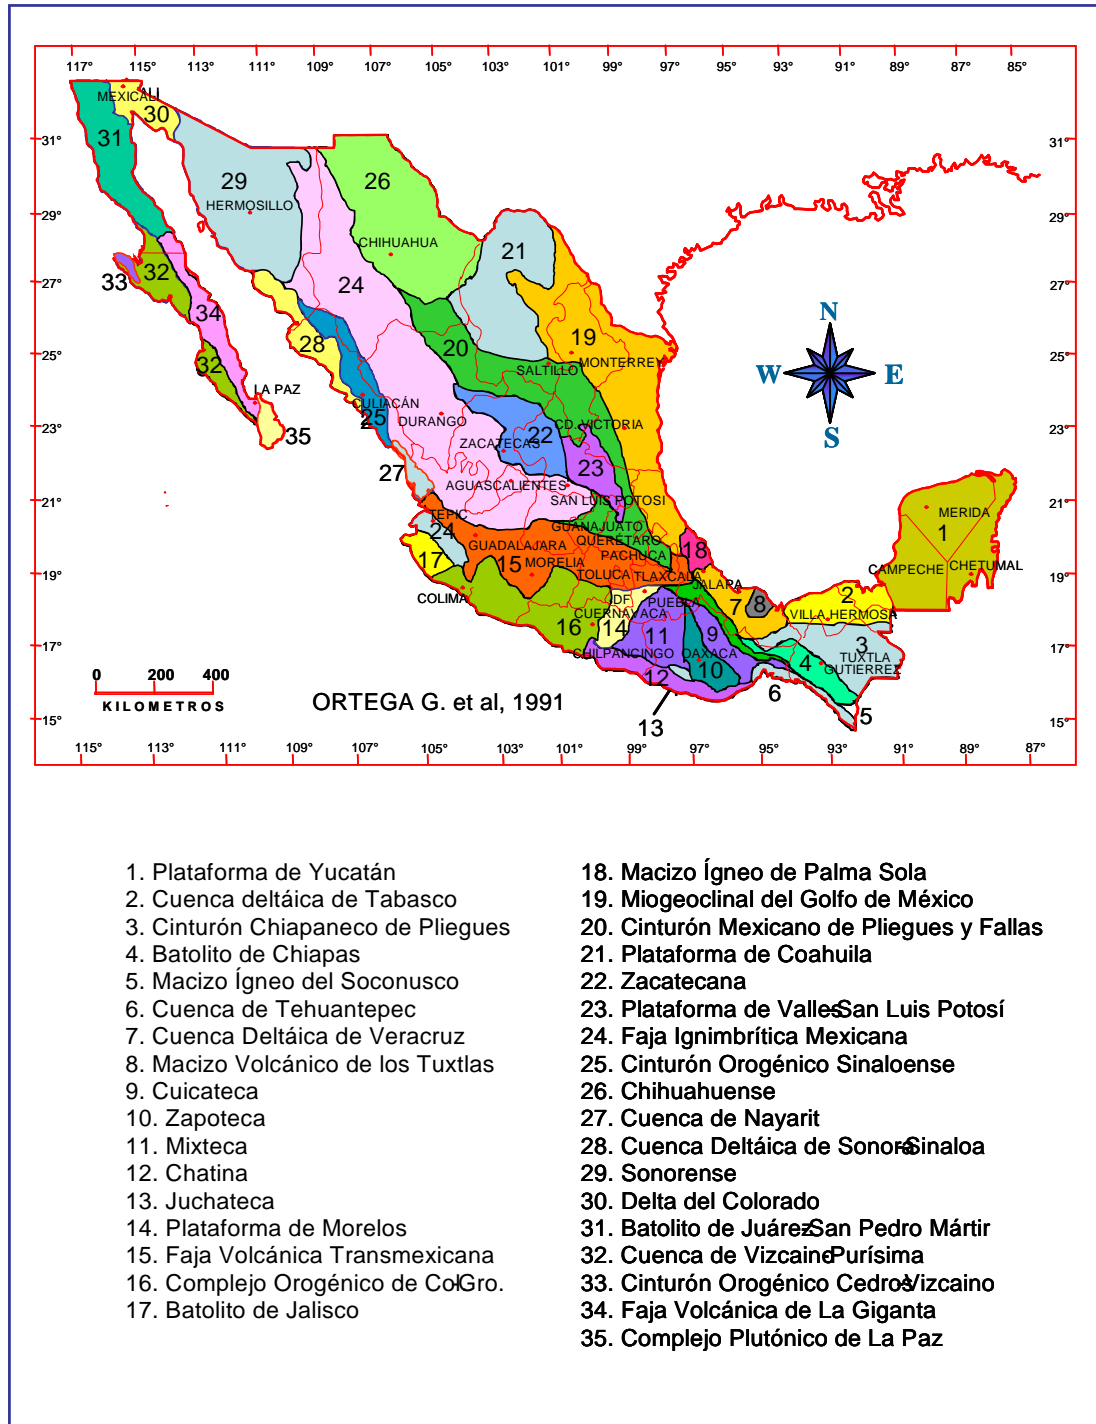 117° 115° 113° 111° 109° 107° 105° 103° 101° 99° 97° 95° 93° 91° 89° 87° 85°
MEXICALI
30
31
31° 31°
29
26
HERMOSILLO
29° 29°
CHIHUAHUA
21
32
33
27° 27°
24
34
N
19
28
20
MONTERREY
25° 25°
32
SALTILLO
W E
LA PAZ
CULIACÁN
25
DURANGO
CD. VICTORIA
23° 23°
35
22
S
ZACATECAS
27
23
AGUASCALIENTES
SAN LUIS POTOSI
21° 21°
TEPIC
MERIDA
24
GUANAJUATO
1
GUADALAJARA
QUERÉTARO
18
17
15
MORELIA
PACHUCA
19° 19°
TOLUCA
TLAXCALA
JALAPA
CAMPECHE
CHETUMAL
COLIMA
DF
PUEBLA
7
8
2
CUERNAVACA
VILLA HERMOSA
16
14
11
9
17° 17°
CHILPANCINGO
OAXACA
3
TUXTLA
GUTIERREZ
4
10
12
6
0 200 400
KILOMETROS
ORTEGA G. et al, 1991
13
5
15° 15°
115° 113° 111° 109° 107° 105° 104° 103° 101° 99° 97° 95° 93° 91° 89° 87°
1. Plataforma de Yucatán
2. Cuenca deltáica de Tabasco
3. Cinturón Chiapaneco de Pliegues
4. Batolito de Chiapas
5. Macizo Ígneo del Soconusco
6. Cuenca de Tehuantepec
7. Cuenca Deltáica de Veracruz
8. Macizo Volcánico de los Tuxtlas
9. Cuicateca
10. Zapoteca
11. Mixteca
12. Chatina
13. Juchateca
14. Plataforma de Morelos
15. Faja Volcánica Transmexicana
16. Complejo Orogénico de Col-Gro.
17. Batolito de Jalisco
18. Macizo Ígneo de Palma Sola
19. Miogeoclinal del Golfo de México
20. Cinturón Mexicano de Pliegues y Fallas
21. Plataforma de Coahuila
22. Zacatecana
23. Plataforma de Valles-San Luis Potosí
24. Faja Ignimbrítica Mexicana
25. Cinturón Orogénico Sinaloense
26. Chihuahuense
27. Cuenca de Nayarit
28. Cuenca Deltáica de Sonora-Sinaloa
29. Sonorense
30. Delta del Colorado
31. Batolito de Juárez-San Pedro Mártir
32. Cuenca de Vizcaino-Purísima
33. Cinturón Orogénico Cedros-Vizcaino
34. Faja Volcánica de La Giganta
35. Complejo Plutónico de La Paz